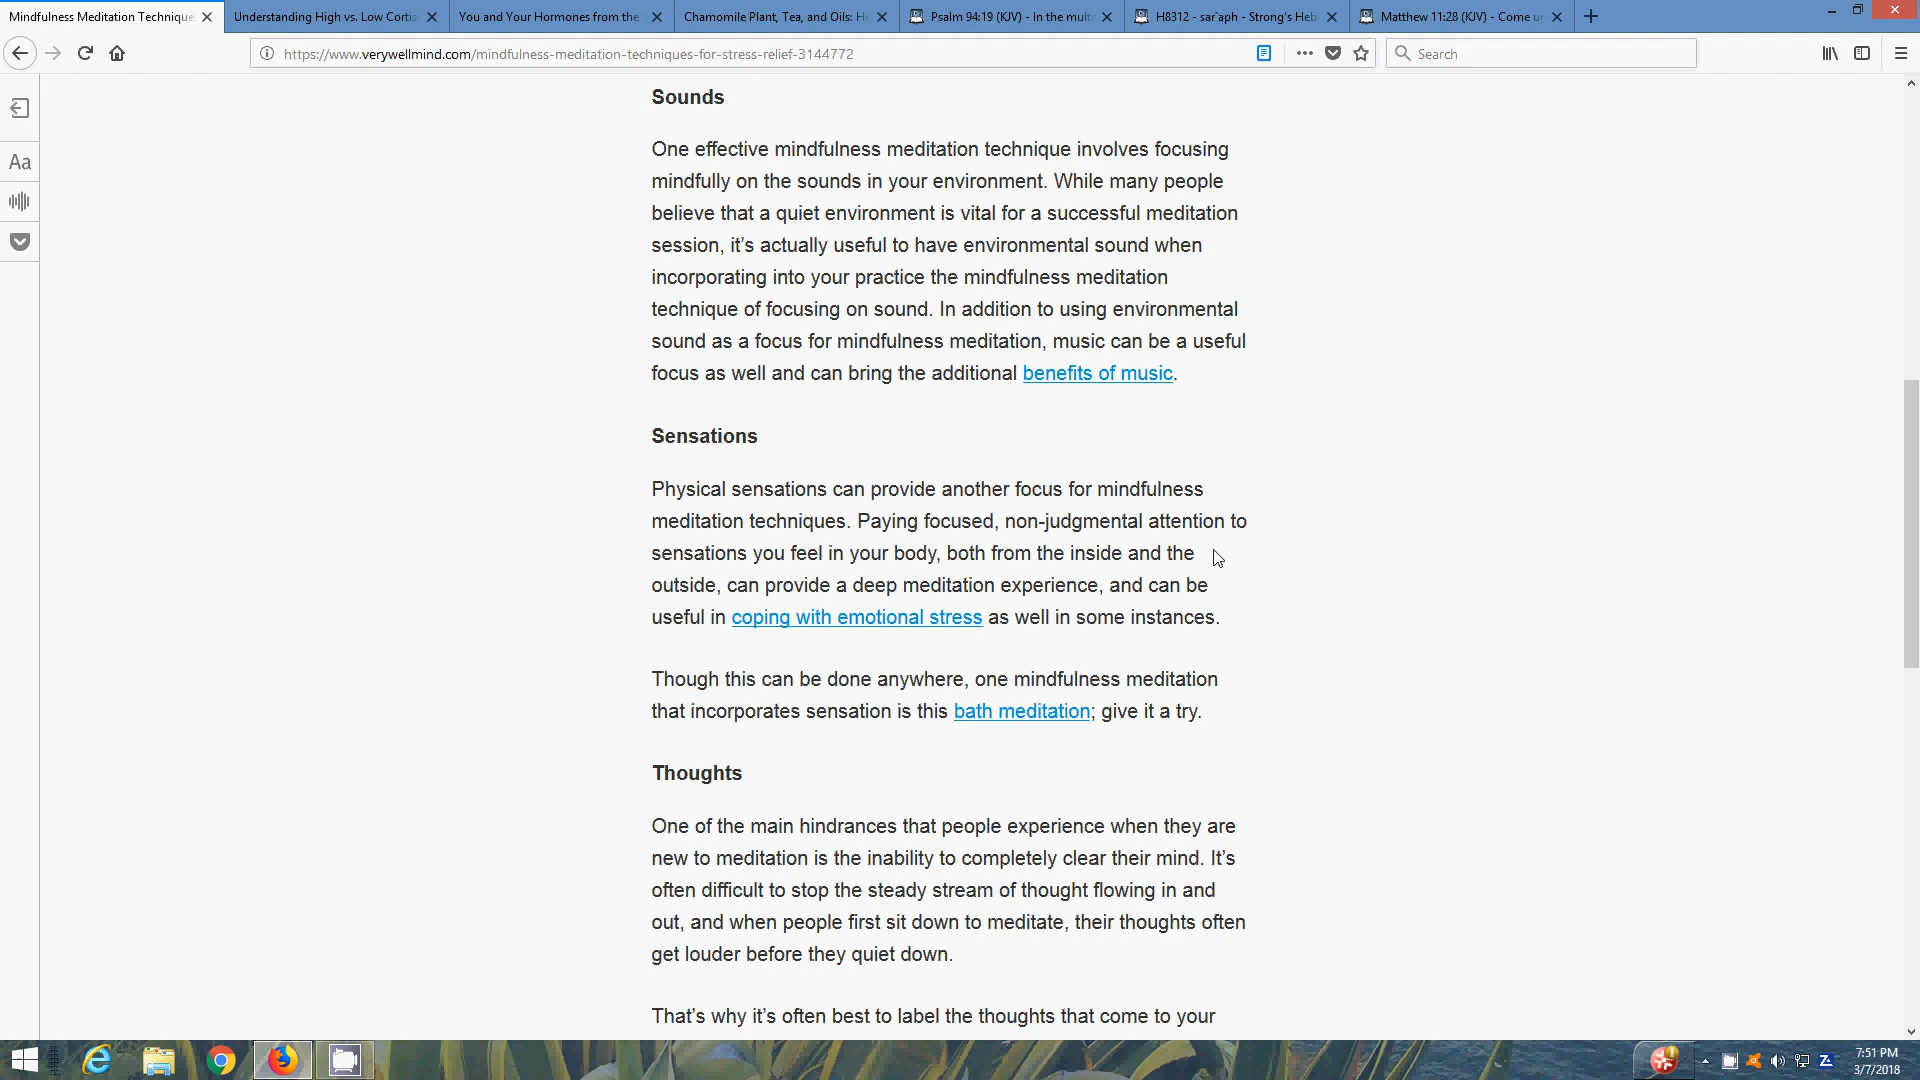 Mindfulness Meditation Technique
Understanding High vs. Low Cortis
You and Your Hormones from the
Chamomile Plant, Tea, and Oils: H
Psalm 94:19 (KJV) - In the mult
H8312 - sar`aph - Strong's Heb
Matthew 11:28 (KJV) - Come u
https://www.verywellmind.com/mindfulness-meditation-techniques-for-stress-relief-3144772
Search
Aa
Sounds
One effective mindfulness meditation technique involves focusing
mindfully on the sounds in your environment. While many people
believe that a quiet environment is vital for a successful meditation
session, it’s actually useful to have environmental sound when
incorporating into your practice the mindfulness meditation
technique of focusing on sound. In addition to using environmental
sound as a focus for mindfulness meditation, music can be a useful
focus as well and can bring the additional benefits of music.
Sensations
Physical sensations can provide another focus for mindfulness
meditation techniques. Paying focused, non-judgmental attention to
sensations you feel in your body, both from the inside and the
outside, can provide a deep meditation experience, and can be
useful in coping with emotional stress as well in some instances.
Though this can be done anywhere, one mindfulness meditation
that incorporates sensation is this bath meditation; give it a try.
Thoughts
One of the main hindrances that people experience when they are
new to meditation is the inability to completely clear their mind. It’s
often difficult to stop the steady stream of thought flowing in and
out, and when people first sit down to meditate, their thoughts often
get louder before they quiet down.
That’s why it’s often best to label the thoughts that come to your
7:51 PM
3/7/2018